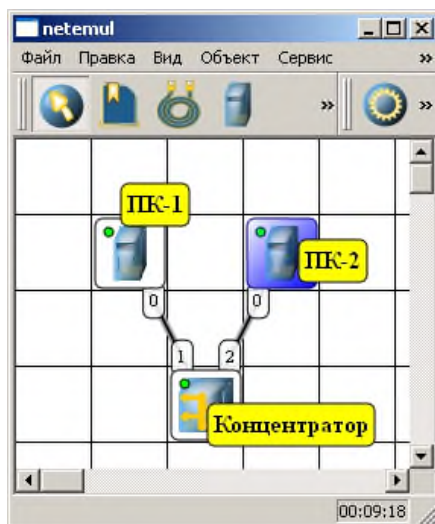 netemul
Файл Правка Вид Объект Сервис »
» »
ПК-1
ПК-2
0 0
1 2
Концентратор
00:09:18